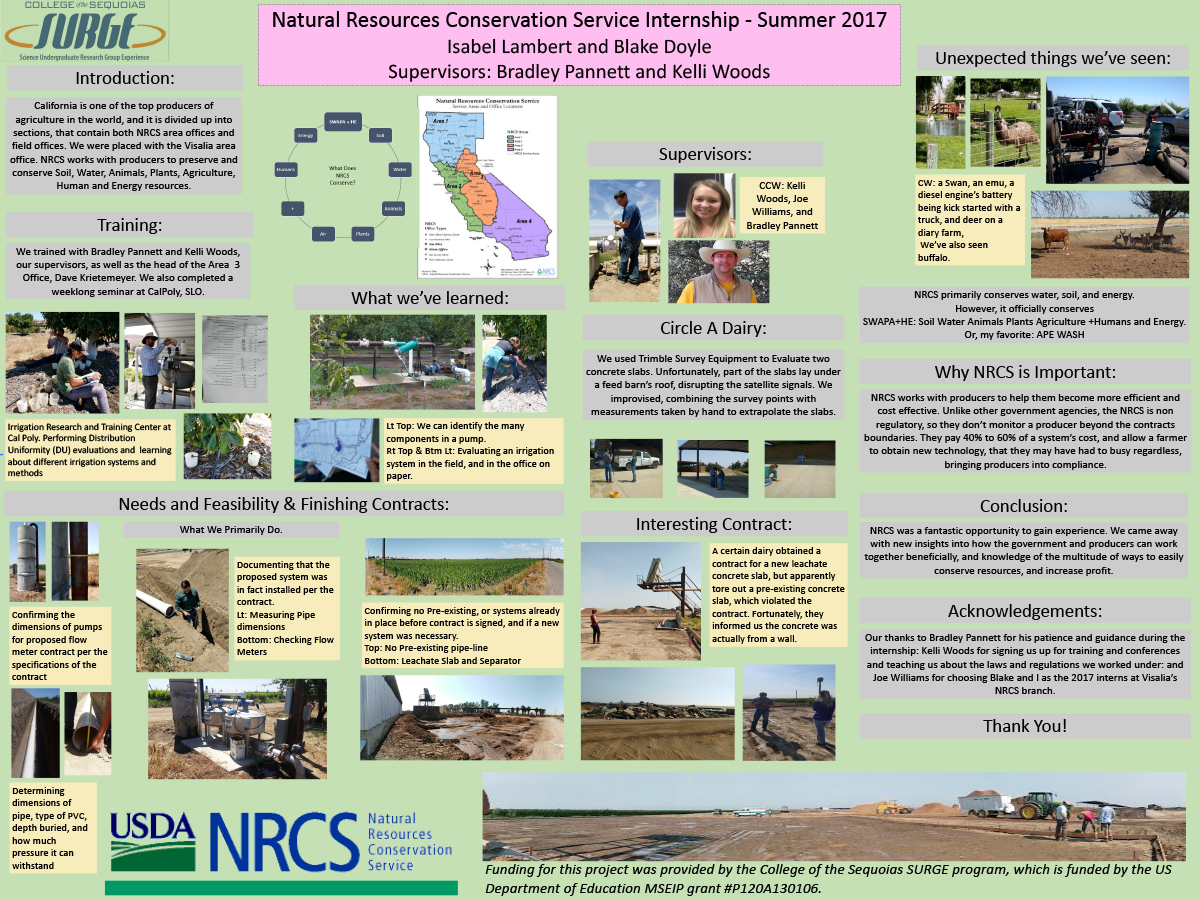 COLLEGE of the SEQUOIAS
SURGE
Science Undergraduate Research Group Experience
Natural Resources Conservation Service Internship - Summer 2017
Isabel Lambert and Blake Doyle
Supervisors: Bradley Pannett and Kelli Woods
Introduction:
California is one of the top producers of
agriculture in the world, and it is divided up into
sections, that contain both NRCS area offices and
field offices. We were placed with the Visalia area
office. NRCS works with producers to preserve and
conserve Soil, Water, Animals, Plants, Agriculture,
Human and Energy resources.
Training:
We trained with Bradley Pannett and Kelly Woods,
our supervisors, as well as the head of the Area 3
Office, Dave Krietemeyer. We also completed a
weeklong seminar at CalPoly, SLO.
Irrigation Research and Training Center at
Cal Poly. Performing Distribution
Uniformity (DU) evaluations and learning
about different irrigation systems and
methods
SWAPA + HE
Soil
Water
Animals
Plants
Air
+
Humans
Energy
What Does
NRCS
Conserve?
Natural Resources Conservation Service
Service Areas and Office Locations
Area 1
Area 2
Area 3
Area 4
NRCS Areas
NRCS
Office Types
NRCS
What we've learned:
Lt Top: We can identify the many
components in a pump.
Rt Top & Btm Lt: Evaluating an irrigation
system in the field, and in the office on
paper.
Needs and Feasibility & Finishing Contracts:
What We Primarily Do.
Confirming the
dimensions of pumps
for proposed flow
meter contract per the
specifications of the
contract
Documenting that the
proposed system was
in fact installed per the
contract.
Lt: Measuring Pipe
dimensions
Bottom: Checking Flow
Meters
Confirming no Pre-existing, or systems already
in place before contract is signed, and if a new
system was necessary.
Top: No Pre-existing pipe-line
Bottom: Leachate Slab and Separator
Determining
dimensions of
pipe, type of PVC,
depth buried, and
how much
pressure it can
withstand
USDA
NRCS
Natural
Resources
Conservation
Service
Supervisors:
CCW: Kelli
Woods, Joe
Williams, and
Bradley Pannett
Circle A Dairy:
We used Trimble Survey Equipment to Evaluate two
concrete slabs. Unfortunately, part of the slabs lay under
a feed barn's roof, disrupting the satellite signals. We
improvised, combining the survey points with
measurements taken by hand to extrapolate the slabs.
Interesting Contract:
A certain dairy obtained a
contract for a new leachate
concrete slab, but apparently
tore out a pre-existing concrete
slab, which violated the
contract. Fortunately, they
informed us the concrete was
actually from a wall.
Unexpected things we've seen:
CW: a Swan, an emu, a
diesel engine's battery
being kick started with a
truck, and deer on a
diary farm,
We've also seen
buffalo.
NRCS primarily conserves water, soil, and energy.
However, it officially conserves
SWAPA+HE: Soil Water Animals Plants Agriculture +Humans and Energy.
Or, my favorite: APE WASH
Why NRCS is Important:
NRCS works with producers to help them become more efficient and
cost effective. Unlike other government agencies, the NRCS is non
regulatory, so they don't monitor a producer beyond the contracts
boundaries. They pay 40% to 60% of a system's cost, and allow a farmer
to obtain new technology, that they may have had to busy regardless,
bringing producers into compliance.
Conclusion:
NRCS was a fantastic opportunity to gain experience. We came away
with new insights into how the government and producers can work
together beneficially, and knowledge of the multitude of ways to easily
conserve resources, and increase profit.
Acknowledgements:
Our thanks to Bradley Pannett for his patience and guidance during the
internship: Kelli Woods for signing us up for training and conferences
and teaching us about the laws and regulations we worked under: and
Joe Williams for choosing Blake and I as the 2017 interns at Visalia's
NRCS branch.
Thank You!
Funding for this project was provided by the College of the Sequoias SURGE program, which is funded by the US
Department of Education MSEIP grant #P120A130106.